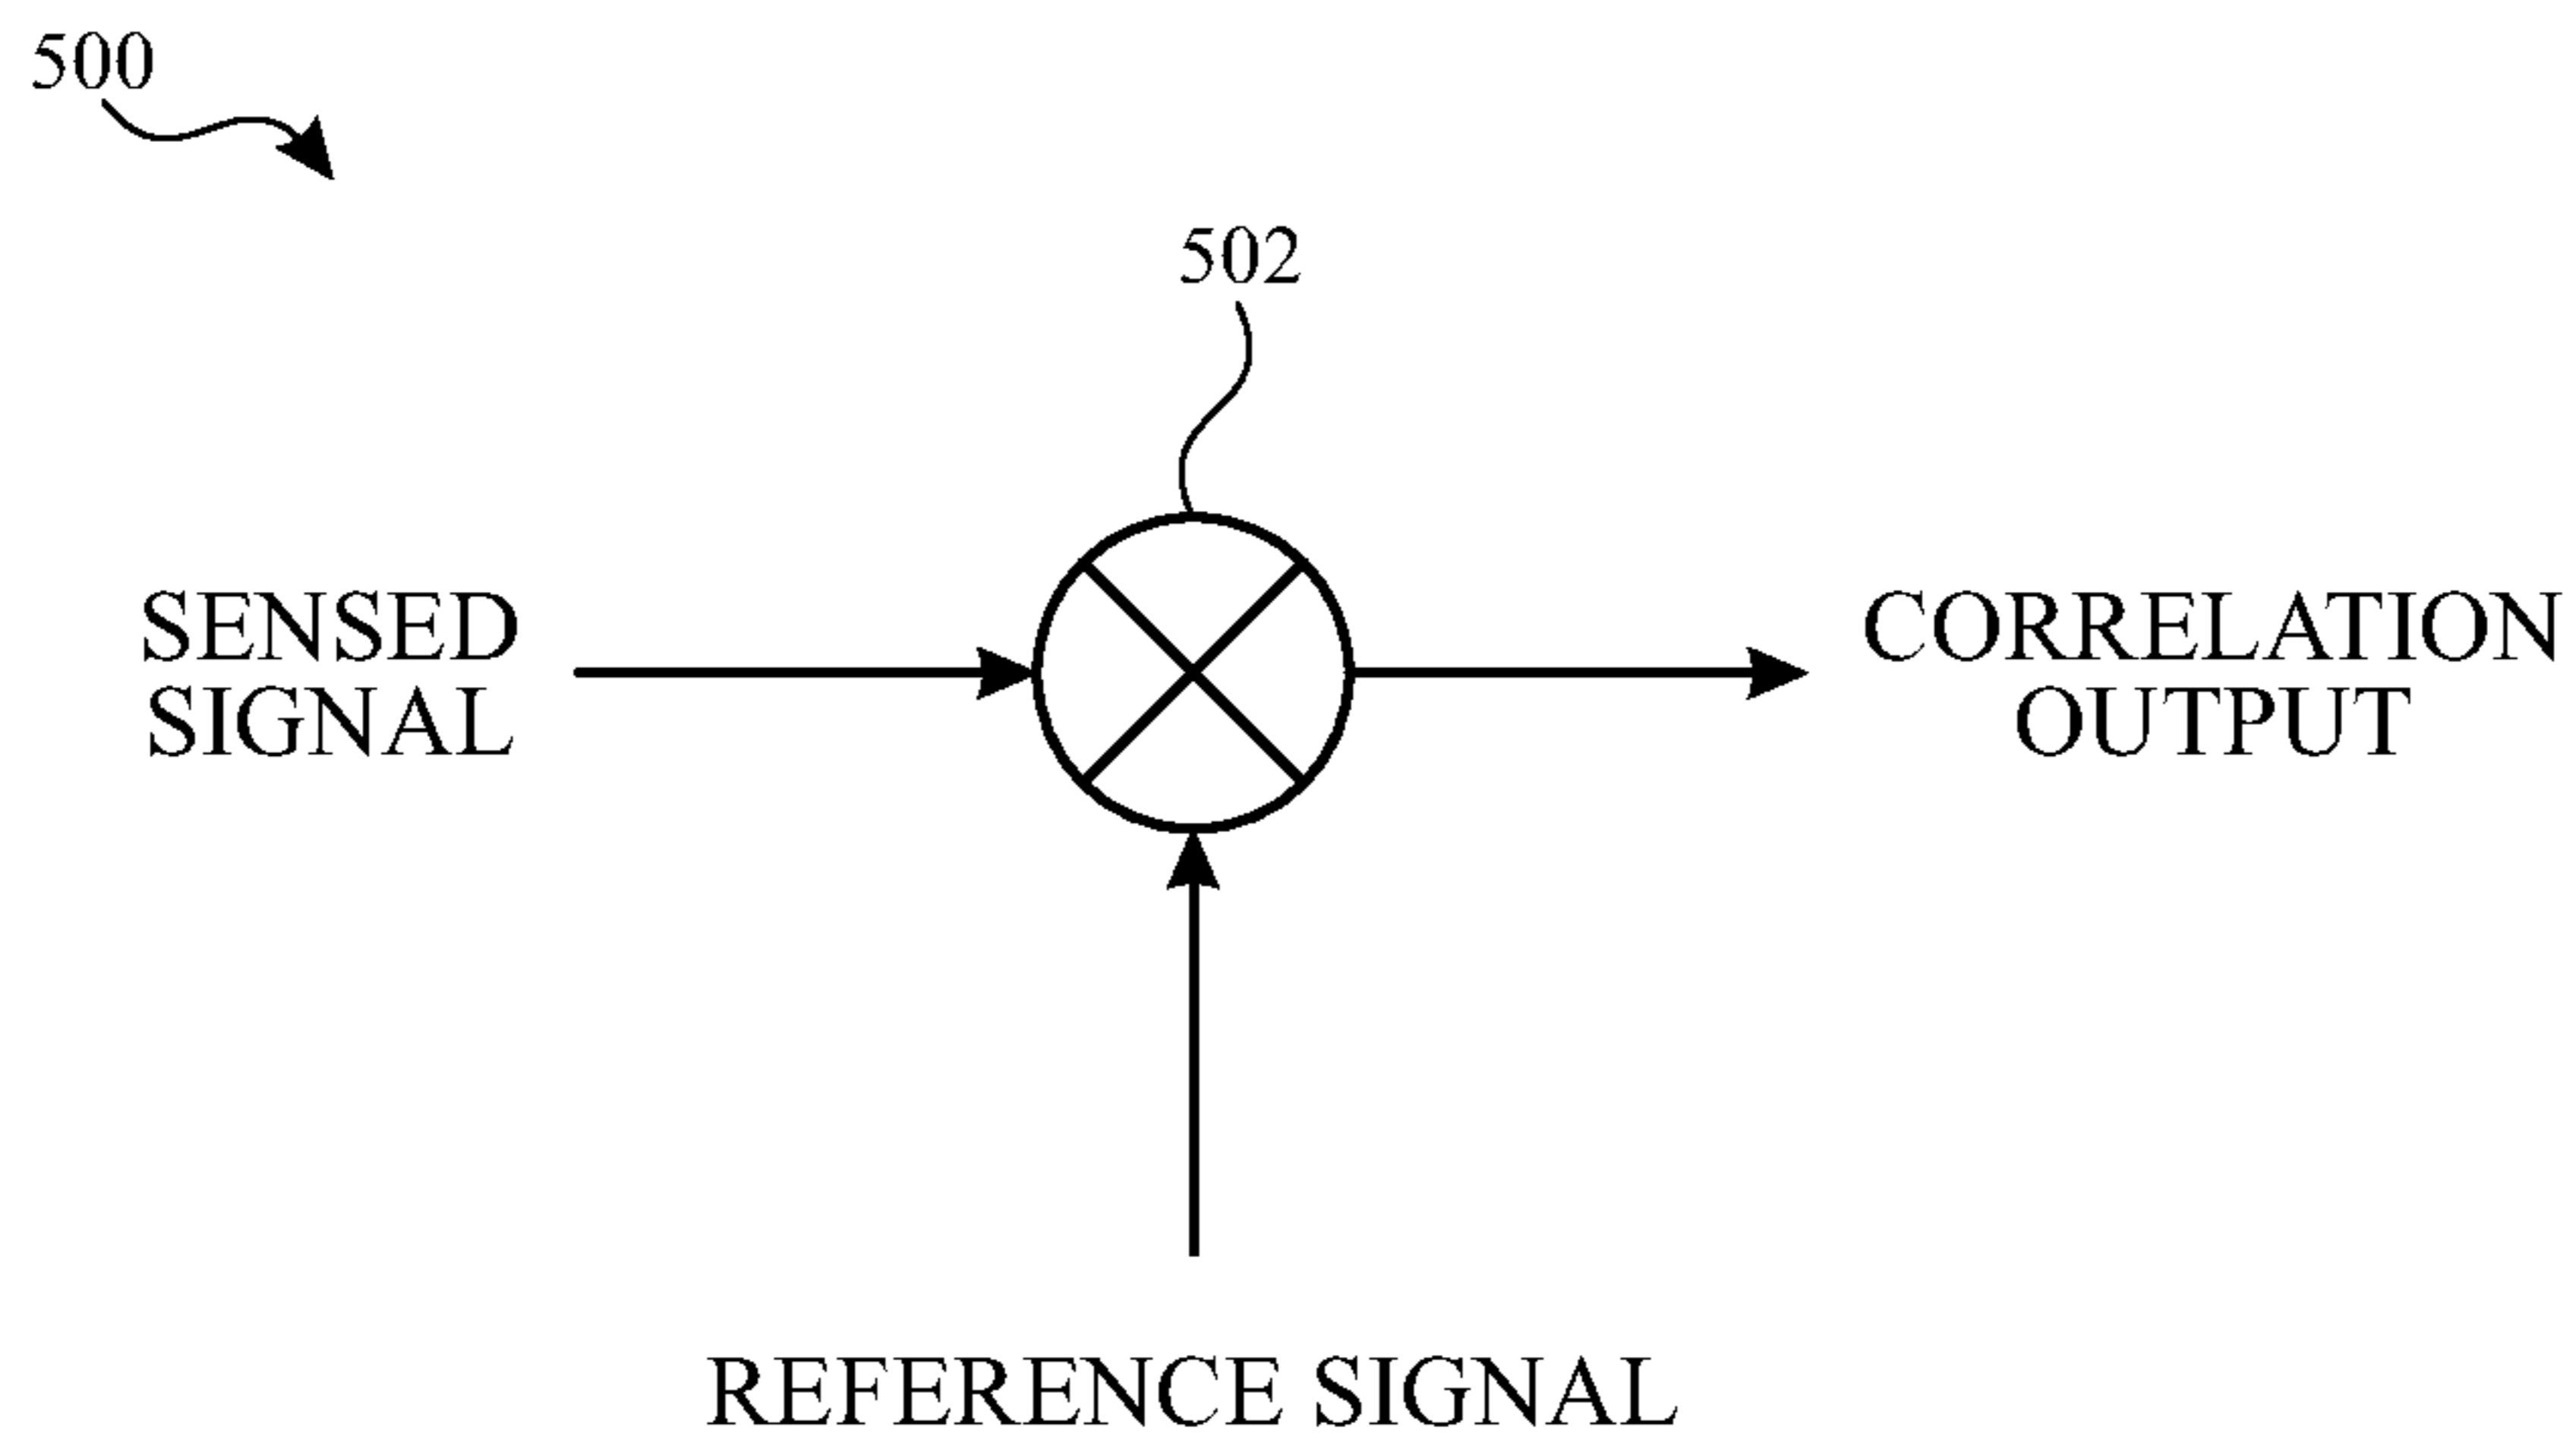 500
502
SENSED
SIGNAL
CORRELATION
OUTPUT
REFERENCE SIGNAL